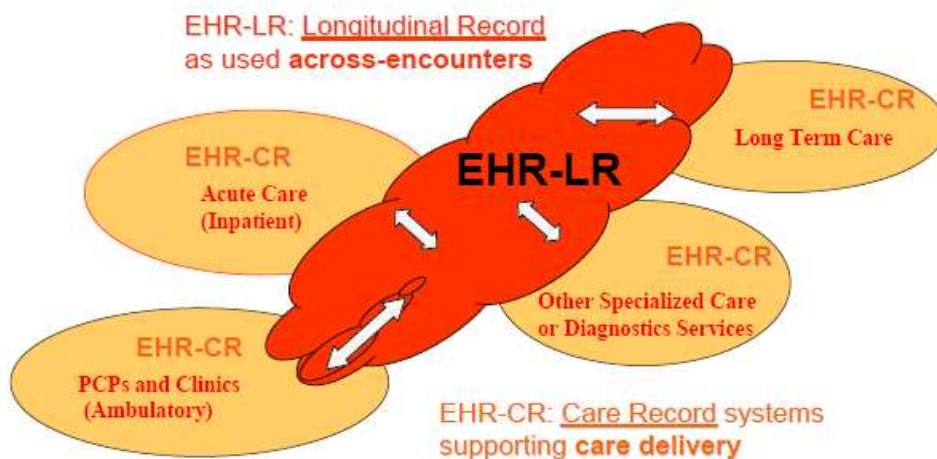 EHR-LR: Longitudinal Record
as used across-encounters
EHR-CR
Long Term Care
EHR-CR
Acute Care
(Inpatient)
EHR-LR
EHR-CR
Other Specialized Care
or Diagnostics Services
EHR-CR
PCPs and Clinics
(Ambulatory)
EHR-CR: Care Record systems
supporting care delivery